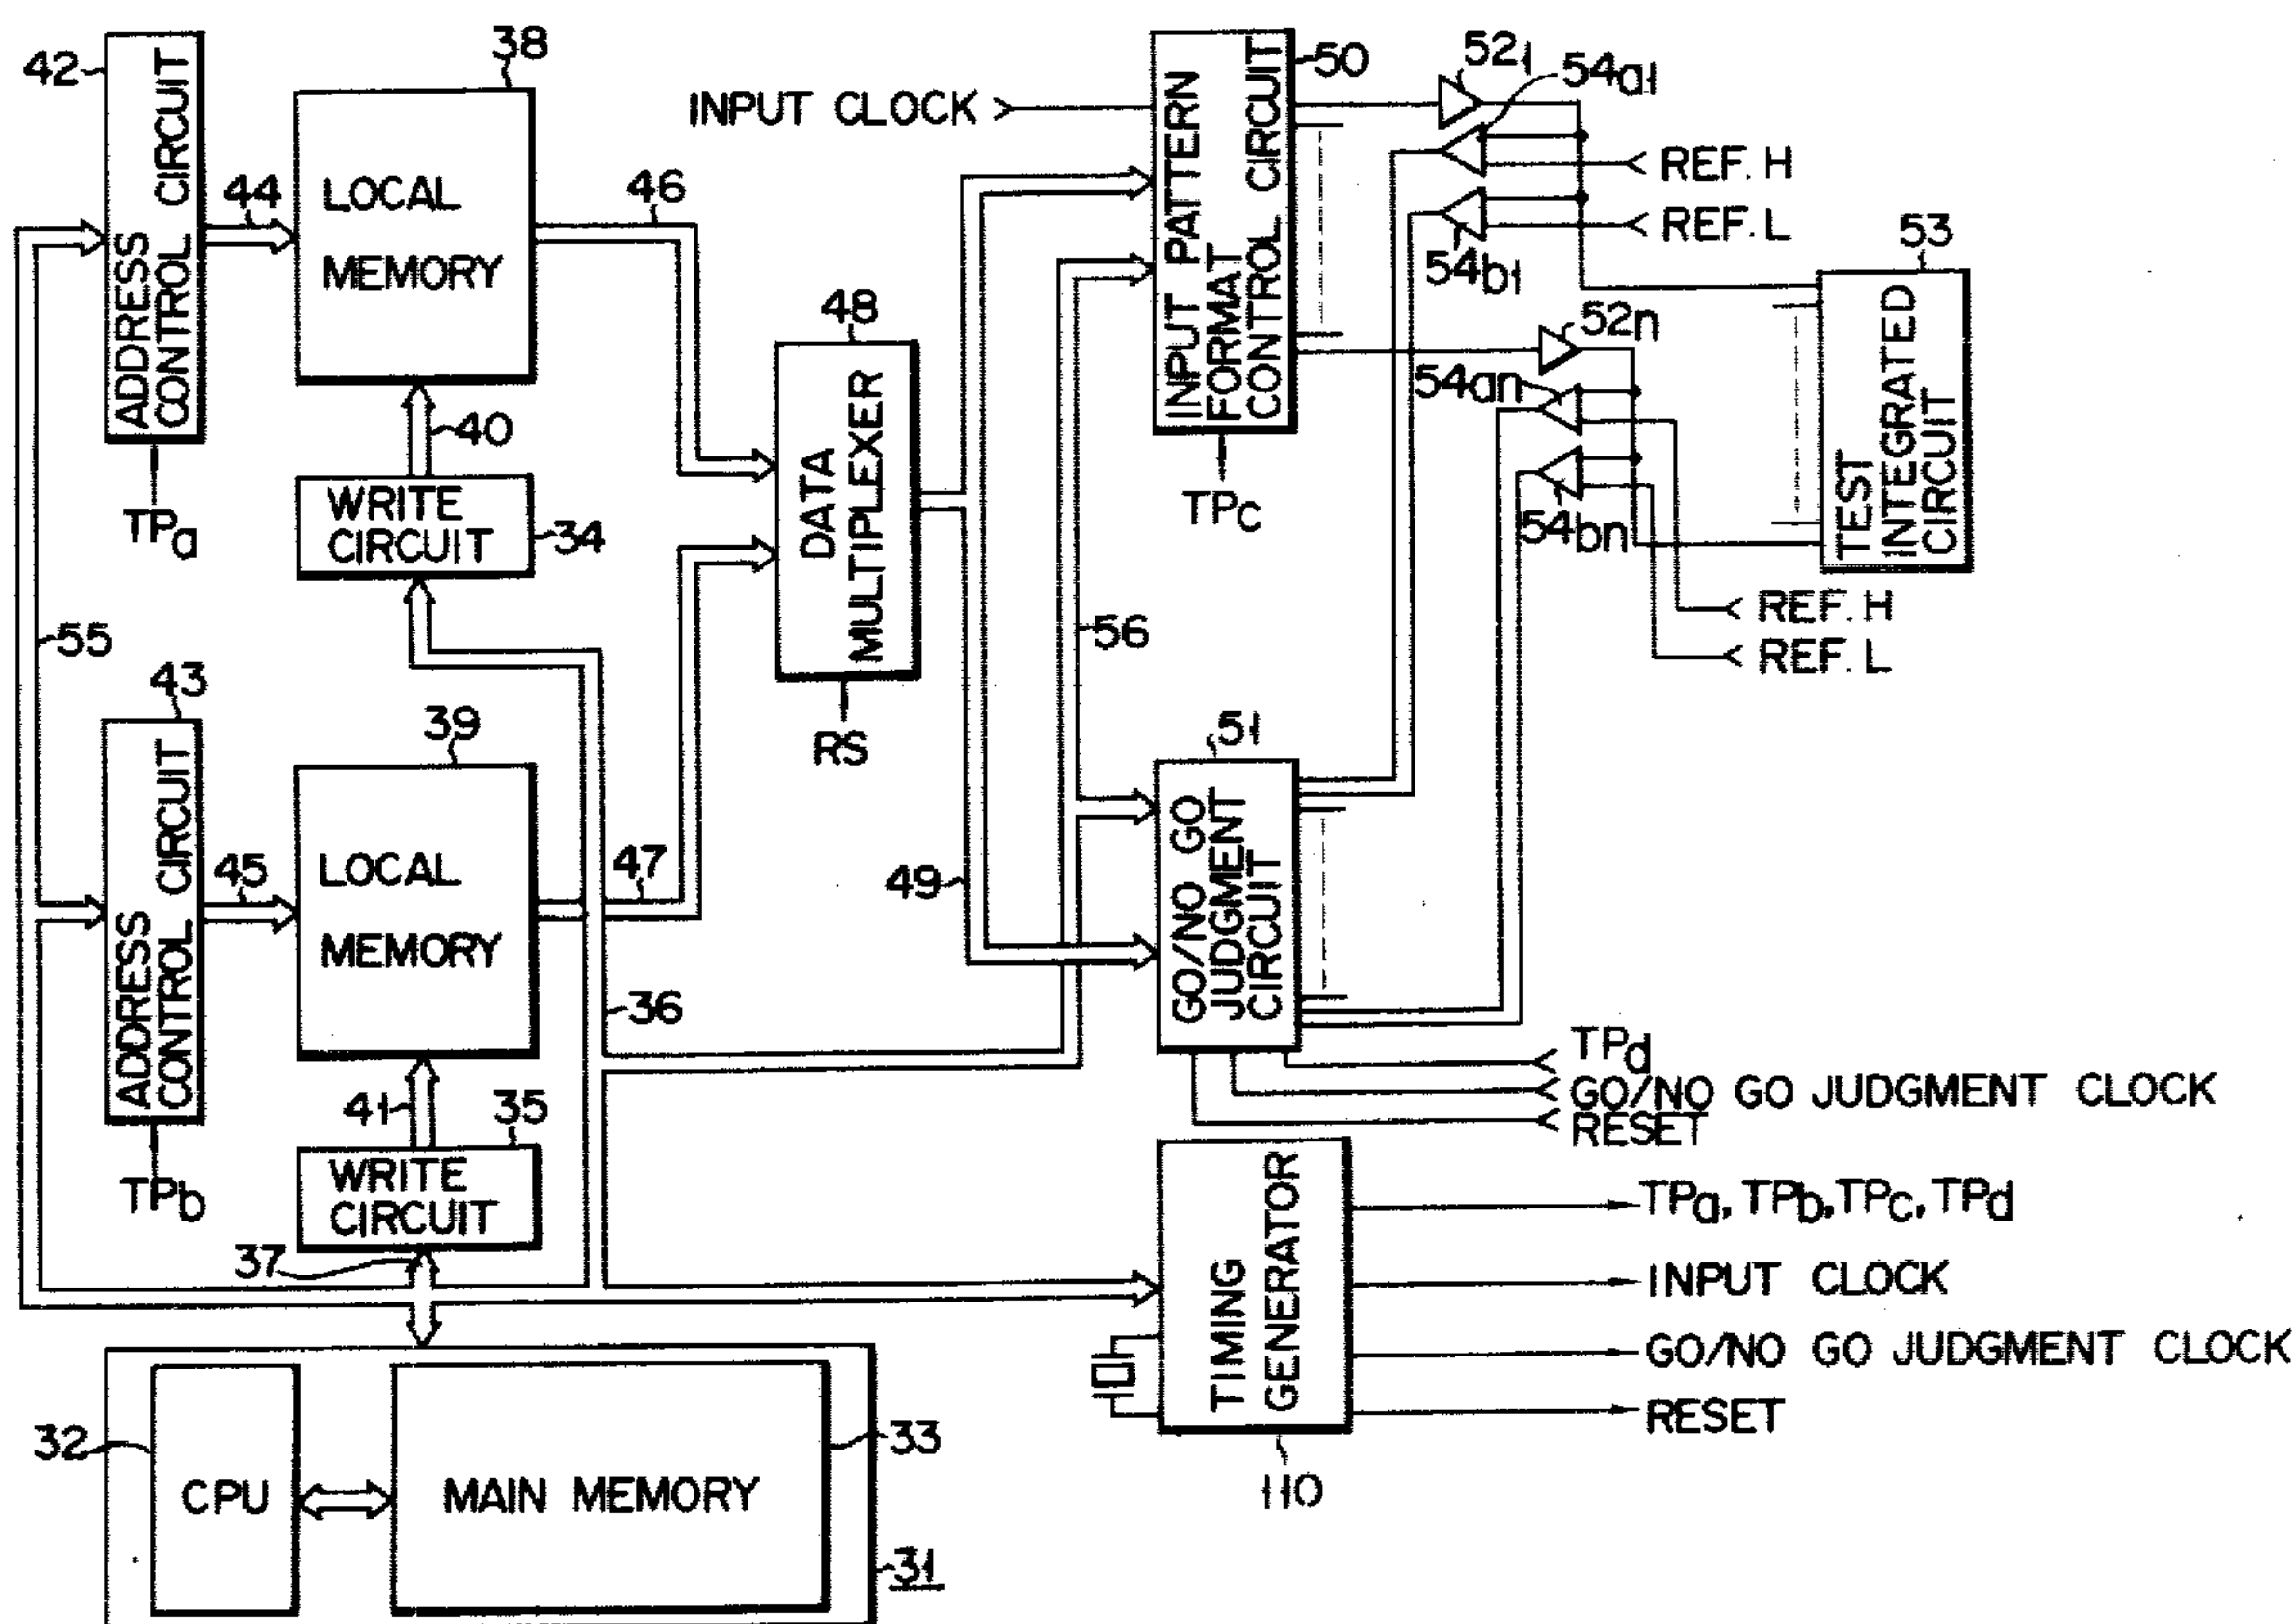 42
ADDRESS
CONTROL CIRCUIT
TPa
44
38
LOCAL
MEMORY
40
WRITE
CIRCUIT
34
46
48
DATA
MULTIPLEXER
RS
INPUT CLOCK
INPUT PATTERN
FORMAT
CONTROL CIRCUIT
50
TPc
521
54a1
REF. H
REF. L
54b1
52n
54an
54bn
53
TEST
INTEGRATED
CIRCUIT
REF. H
REF. L
55
43
ADDRESS
CONTROL CIRCUIT
TPb
45
39
LOCAL
MEMORY
47
41
35
WRITE
CIRCUIT
37
36
49
56
51
GO/NO GO
JUDGMENT
CIRCUIT
TPd
GO/NO GO JUDGMENT CLOCK
RESET
TIMING
GENERATOR
110
TPa, TPb, TPc, TPd
INPUT CLOCK
GO/NO GO JUDGMENT CLOCK
RESET
32
CPU
MAIN MEMORY
33
31